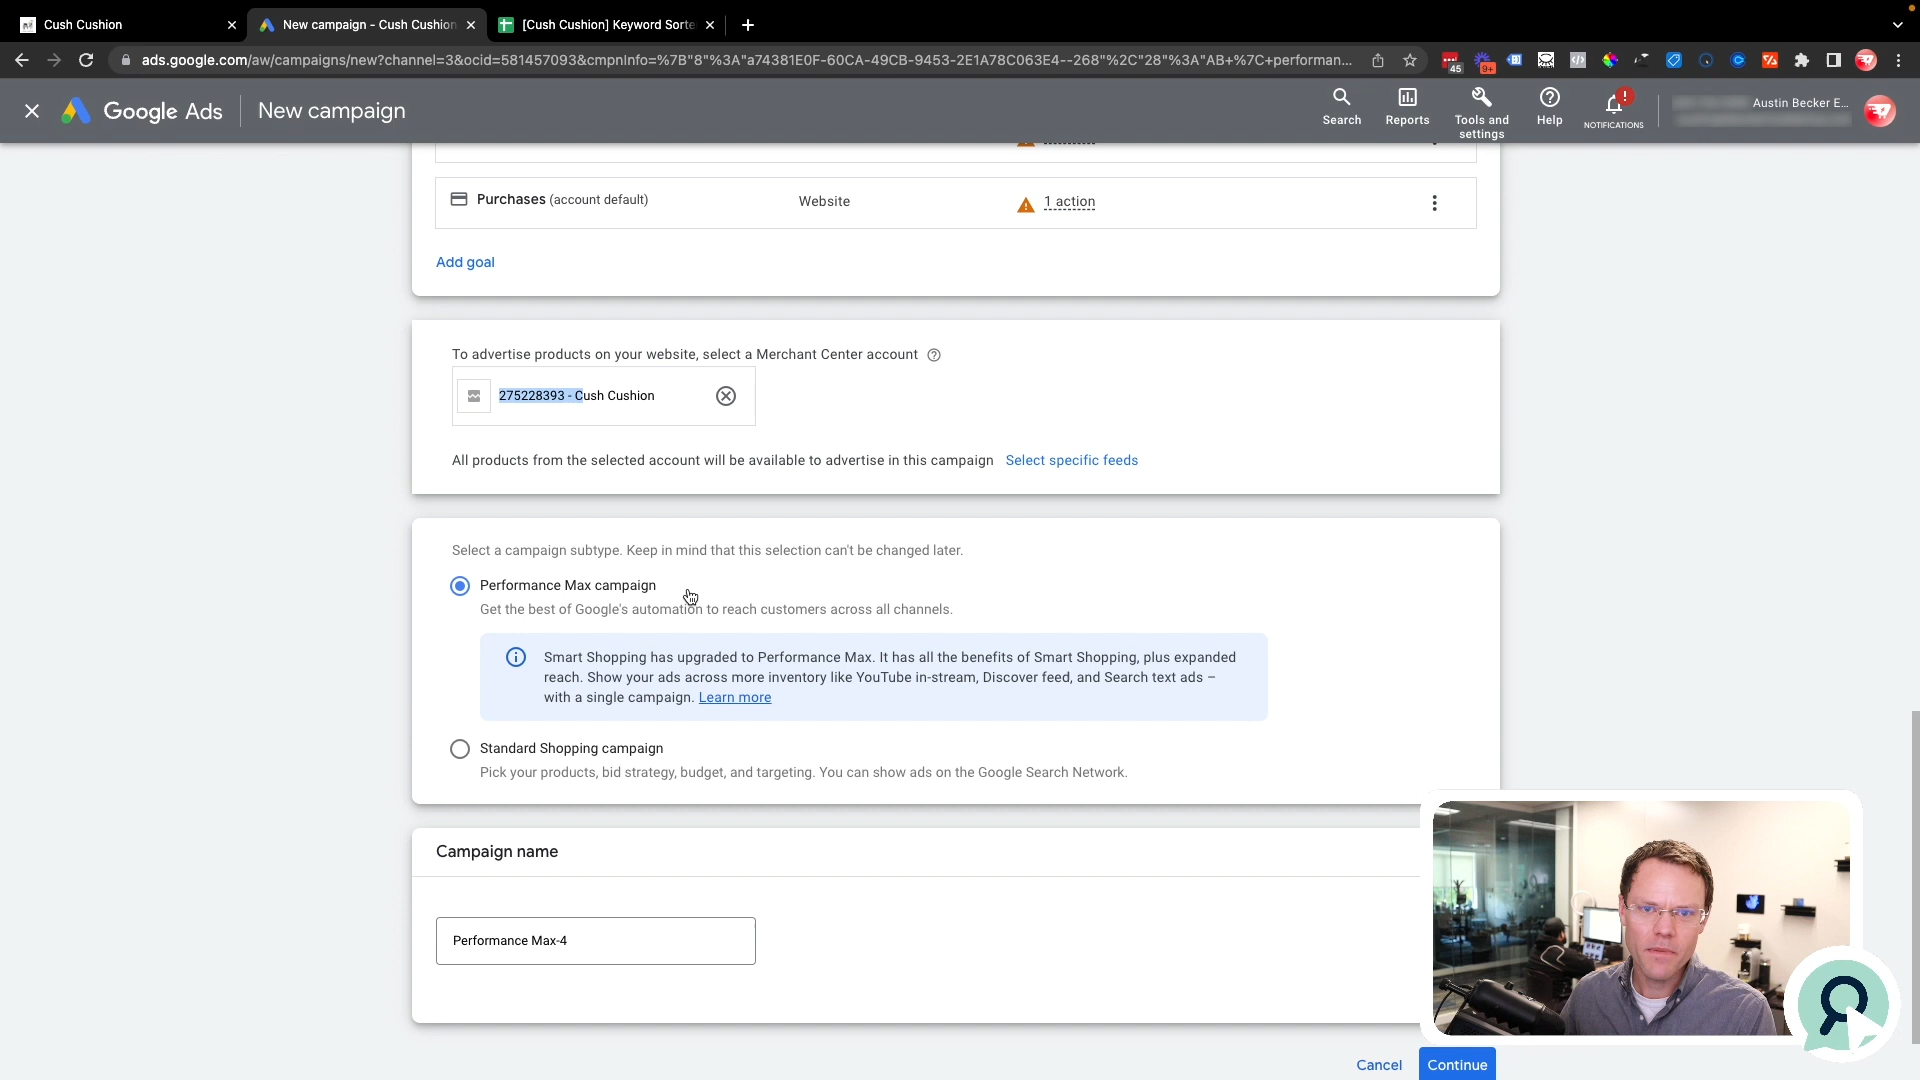 Cush Cushion
New campaign - Cush Cushion
[Cush Cushion] Keyword Sorte
ads.google.com/aw/campaigns/new?channel=3&ocid=581457093&cmpnInfo=%7B"8"%3A"a74381E0F-60CA-49CB-9453-2E1A78C063E4--268"%2C"28"%3A"AB+%7C+performan...
45
9+
Google Ads
New campaign
Search
Reports
Tools and
settings
Help
!
NOTIFICATIONS
Austin Becker E...
Purchases (account default)
Website
1 action
Add goal
To advertise products on your website, select a Merchant Center account
275228393 - Cush Cushion
All products from the selected account will be available to advertise in this campaign Select specific feeds
Select a campaign subtype. Keep in mind that this selection can't be changed later.
Performance Max campaign
Get the best of Google's automation to reach customers across all channels.
Smart Shopping has upgraded to Performance Max. It has all the benefits of Smart Shopping, plus expanded
reach. Show your ads across more inventory like YouTube in-stream, Discover feed, and Search text ads –
with a single campaign. Learn more
Standard Shopping campaign
Pick your products, bid strategy, budget, and targeting. You can show ads on the Google Search Network.
Campaign name
Performance Max-4
Cancel
Continue